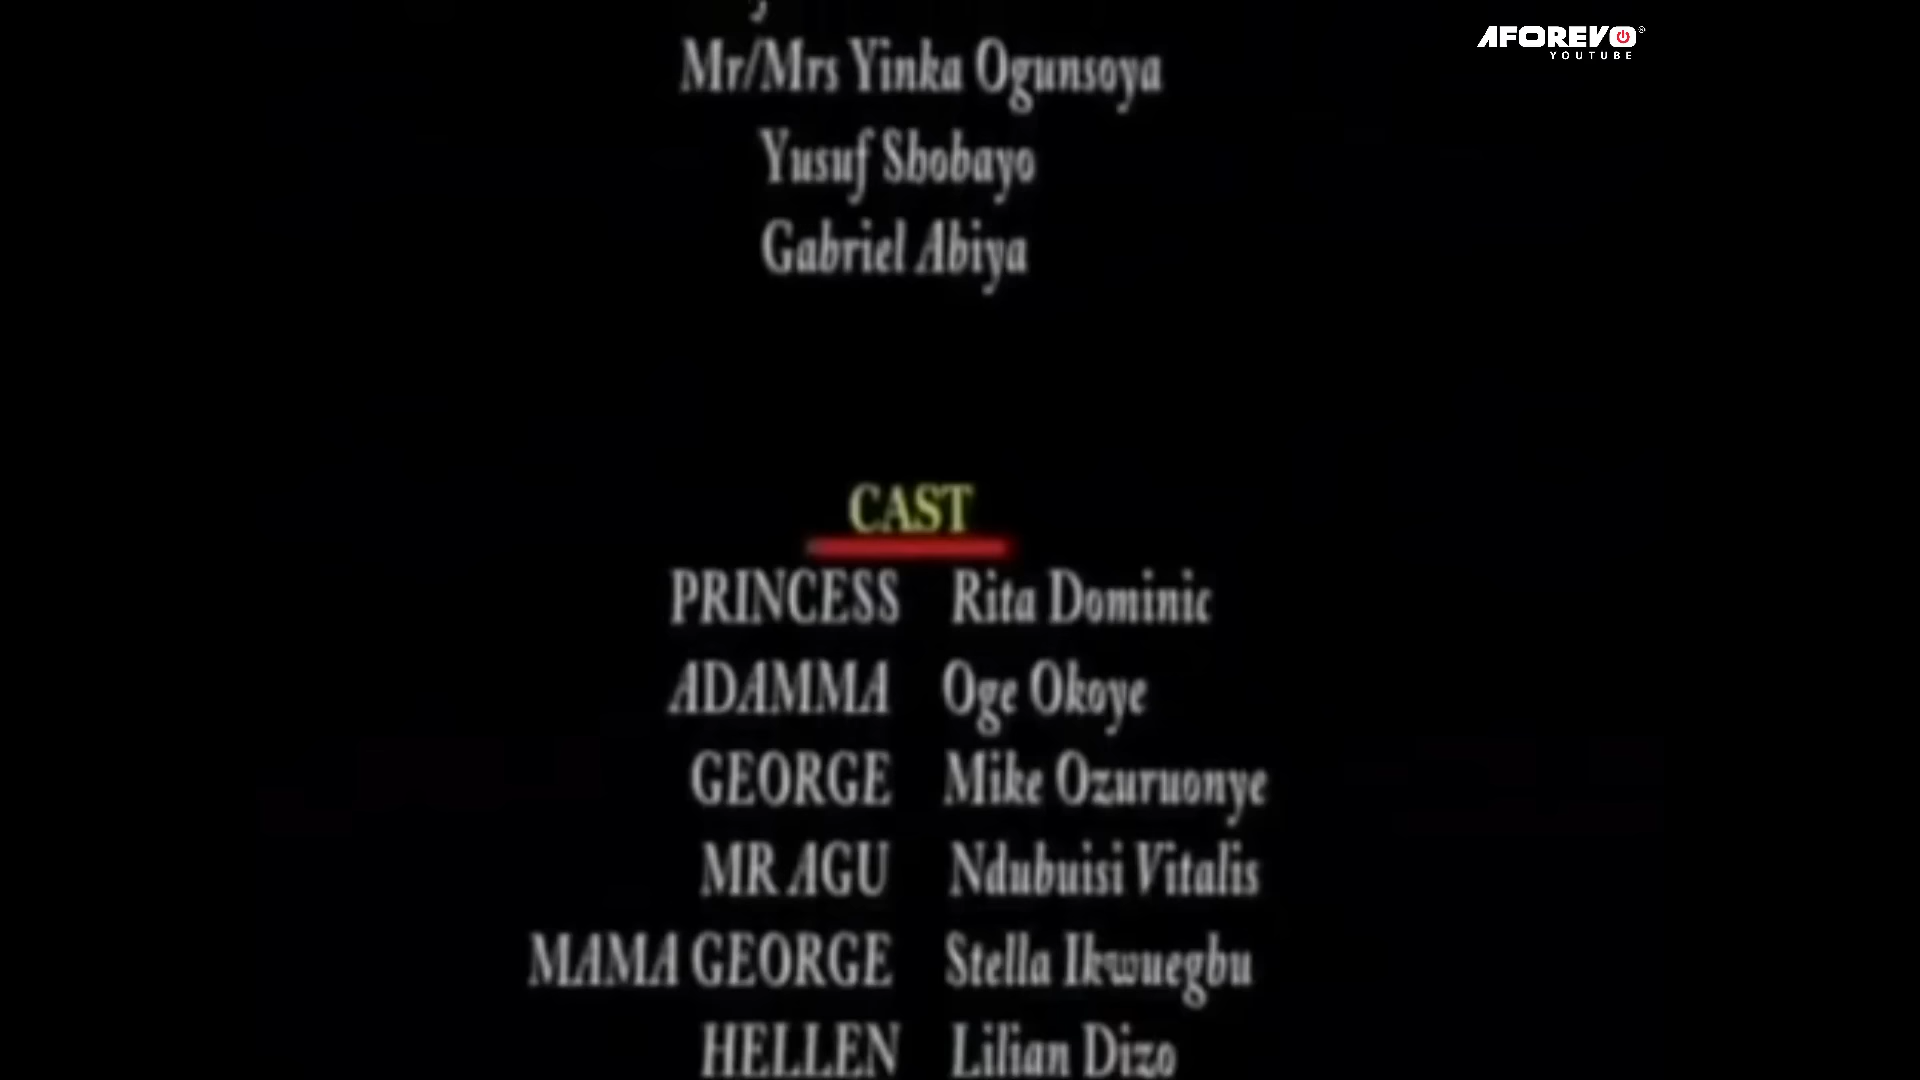 AFOREVO®
YOUTUBE
Mr/Mrs Yinka Ogunsoya
Yusuf Shobayo
Gabriel Abiya
CAST
PRINCESS Rita Dominic
ADAMMA Oge Okoye
GEORGE Mike Ozuruonye
MR AGU Ndubuisi Vitalis
MAMA GEORGE Stella Ikwuegbu
HELLEN Lilian Dizo